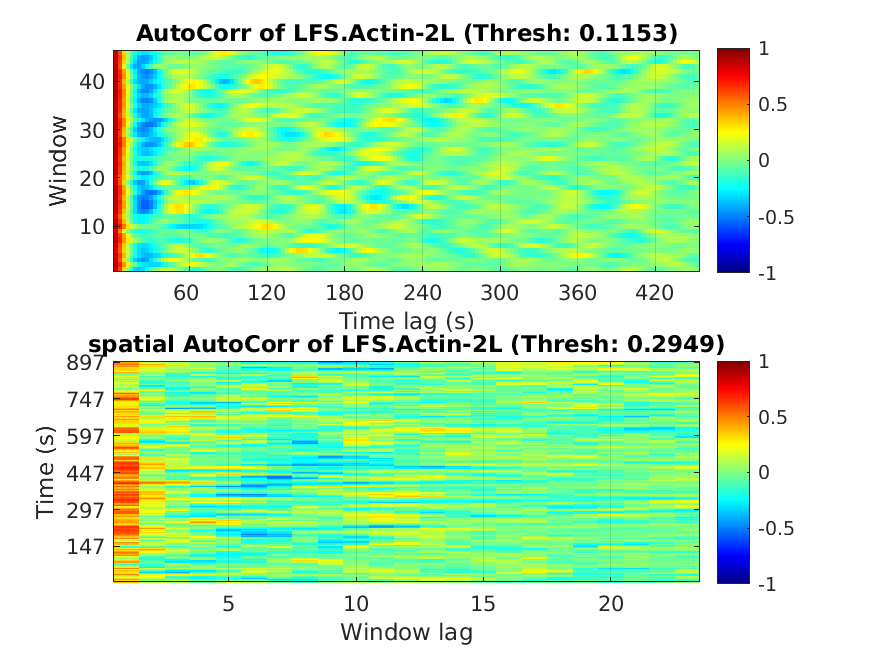 AutoCorr of LFS.Actin-2L (Thresh: 0.1153)
Window
40
30
20
10
60 120 180 240 300 360 420
Time lag (s)
1
0.5
0
-0.5
-1
spatial AutoCorr of LFS.Actin-2L (Thresh: 0.2949)
Time (s)
897
747
597
447
297
147
5 10 15 20
Window lag
1
0.5
0
-0.5
-1